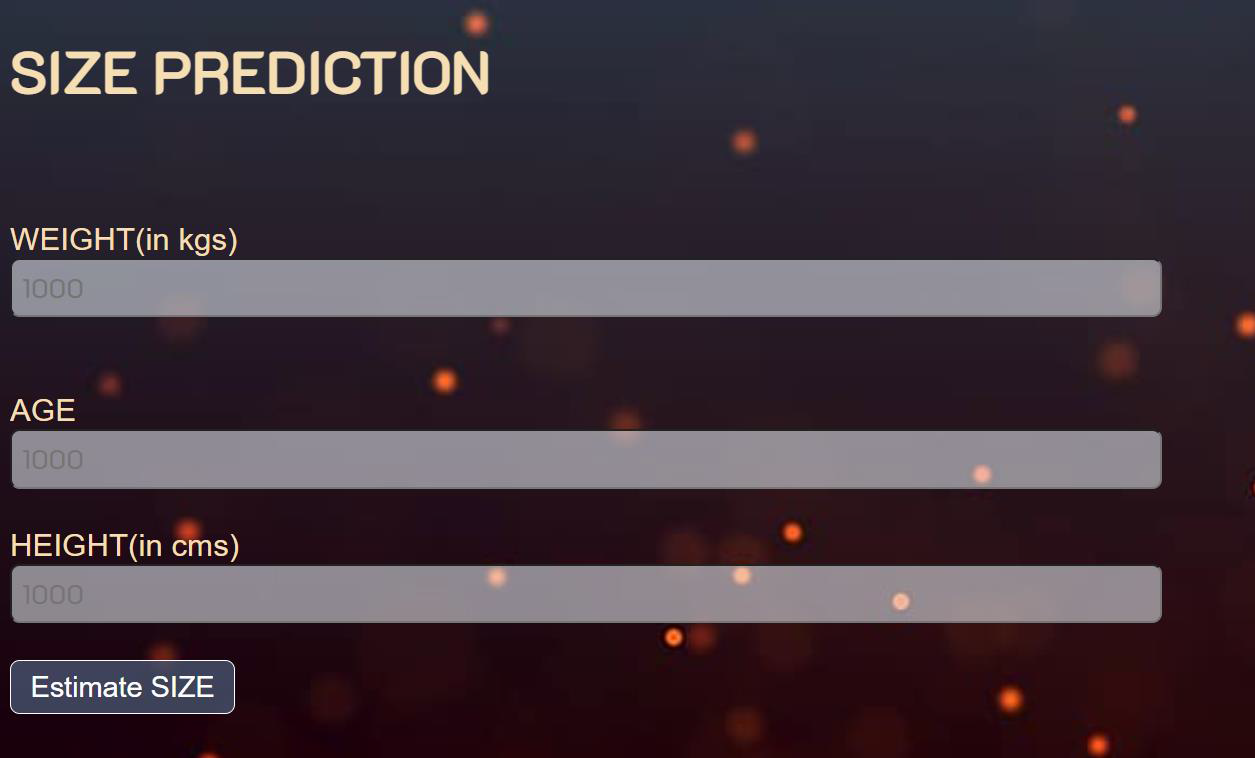 SIZE PREDICTION
WEIGHT(in kgs)
1000
AGE
1000
HEIGHT(in cms)
1000
Estimate SIZE